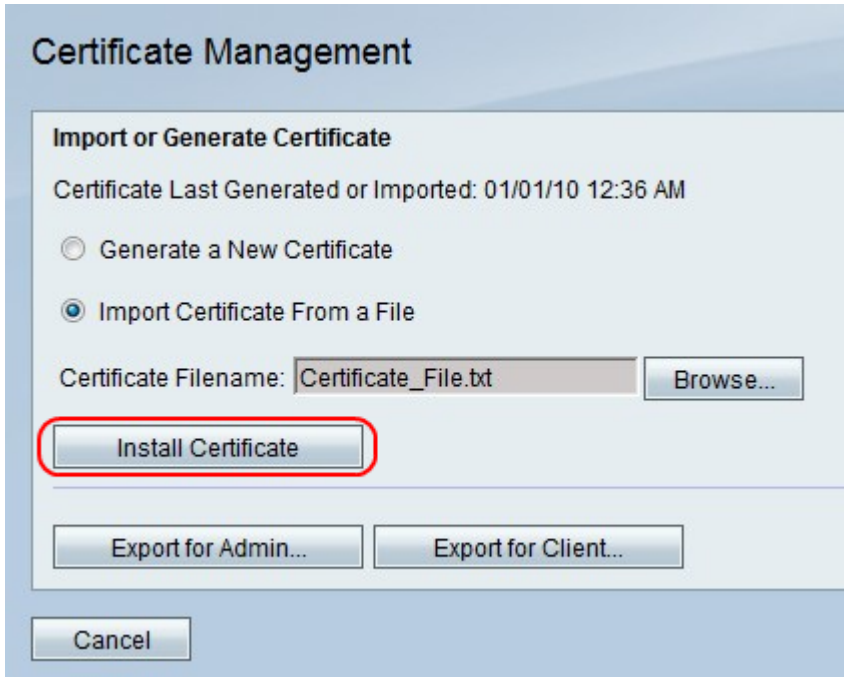 Certificate Management
Import or Generate Certificate
Certificate Last Generated or Imported: 01/01/10 12:36 AM
Generate a New Certificate
Import Certificate From a File
Certificate Filename: Certificate_File.txt Browse...
Install Certificate
Export for Admin... Export for Client...
Cancel